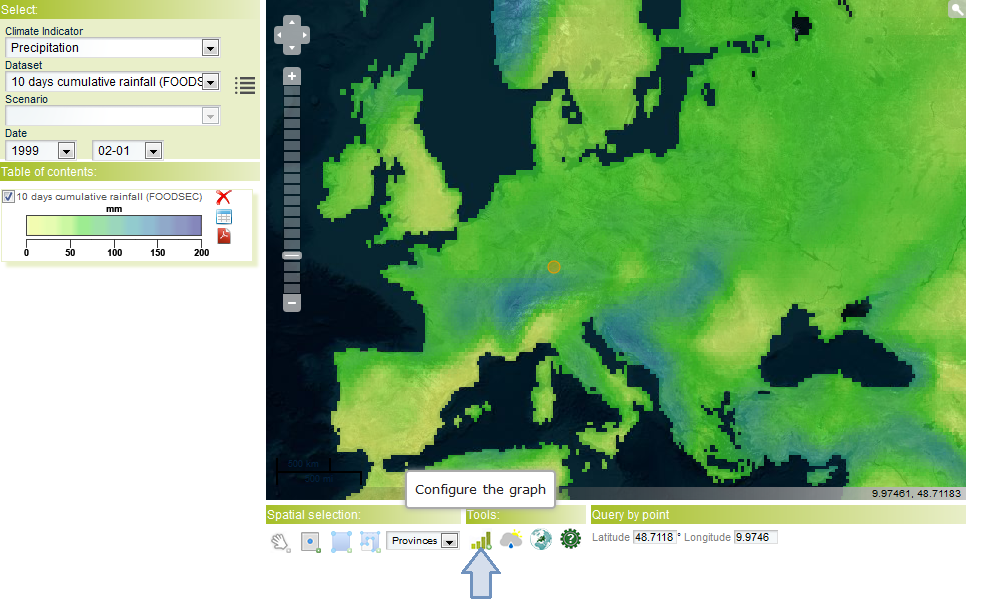 Select:
Climate Indicator
Precipitation
Dataset
10 days cumulative rainfall (FOODS
Scenario
Date
1999 02-01
Table of contents:
10 days cumulative rainfall (FOODSEC)
mm
0 50 100 150 200
500 km
Configure the graph
9.97461, 48.71183
Spatial selection:
Tools:
Query by point
Provinces
Latitude 48.7118 ° Longitude 9.9746